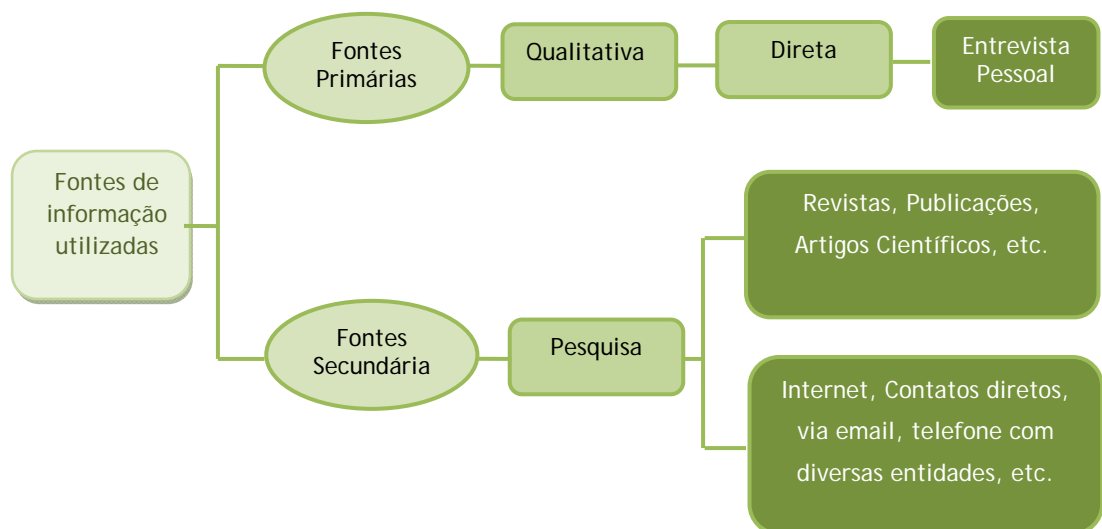 Fontes de
informação
utilizadas
Fontes
Primárias
Qualitativa
Direta
Entrevista
Pessoal
Fontes
Secundária
Pesquisa
Revistas, Publicações,
Artigos Científicos, etc.
Internet, Contatos diretos,
via email, telefone com
diversas entidades, etc.